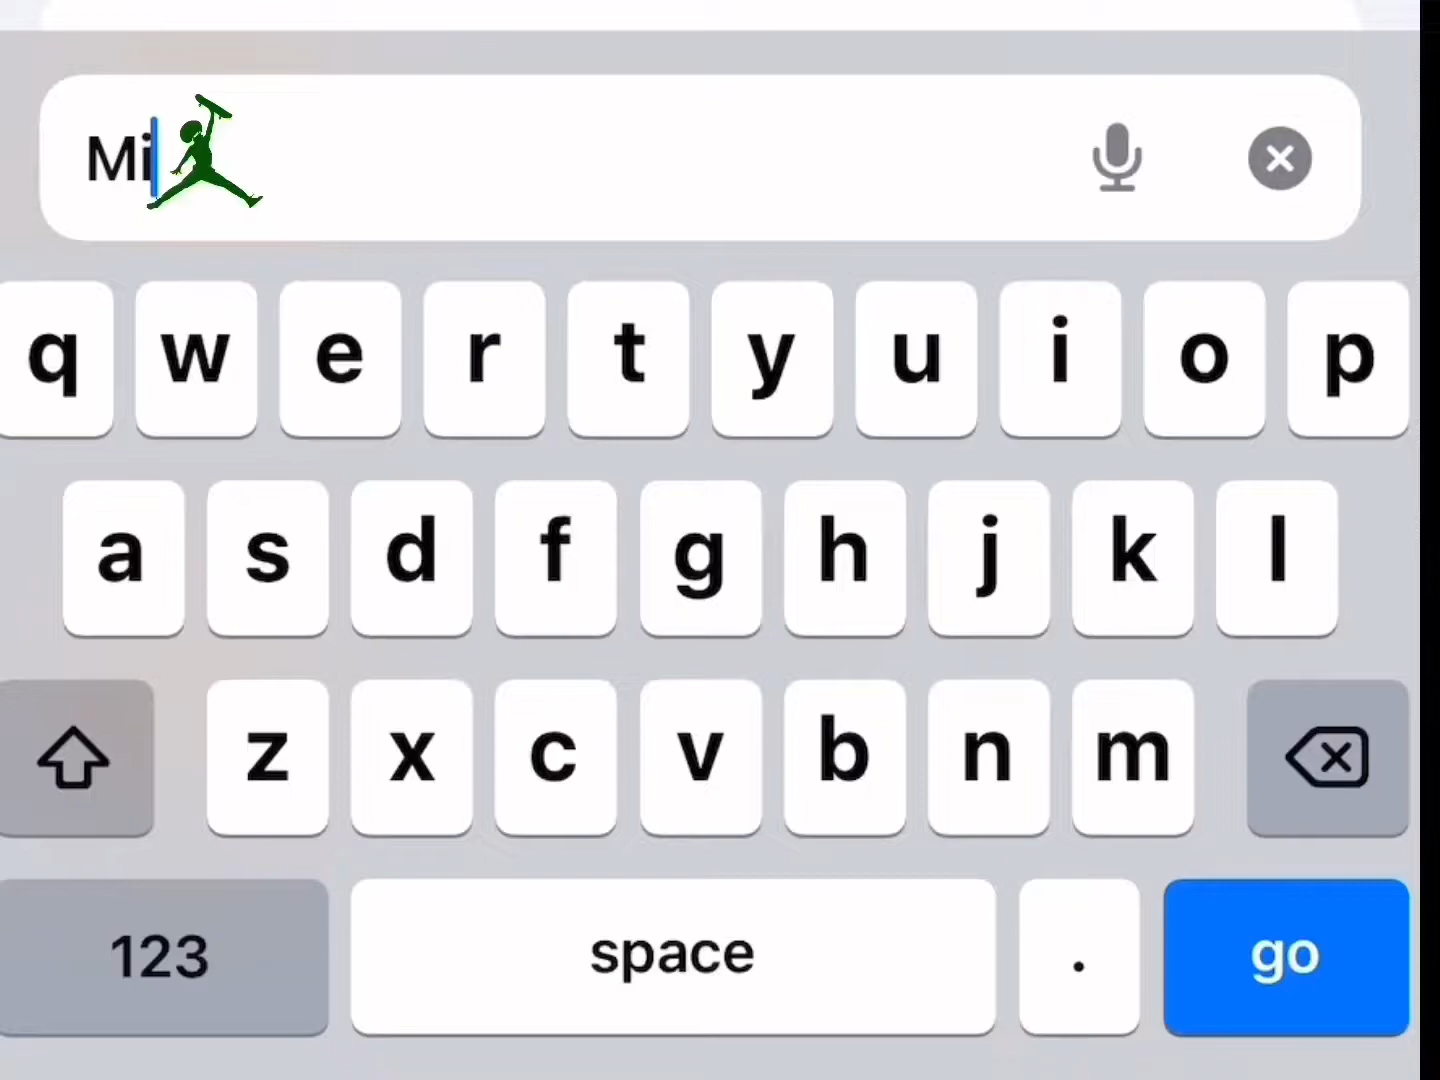 Mi
q w e r t y u i o p
a s d f g h j k l
z x c v b n m
123 space . go